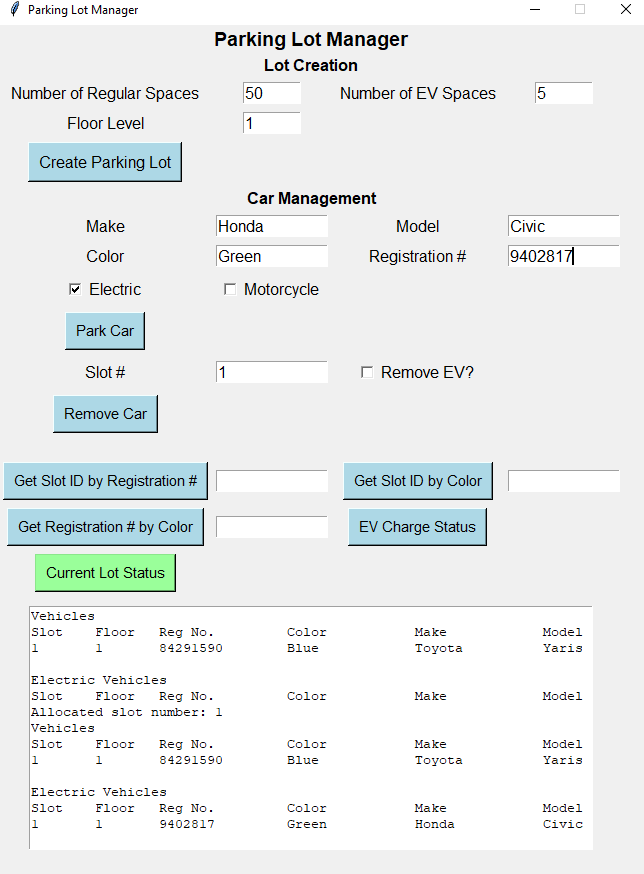 Parking Lot Manager
Parking Lot Manager
Lot Creation
Number of Regular Spaces 50 Number of EV Spaces 5
Floor Level 1
Create Parking Lot
Car Management
Make Honda Model Civic
Color Green Registration # 9402817
Electric Motorcycle
Park Car
Slot # 1 Remove EV?
Remove Car
Get Slot ID by Registration # Get Slot ID by Color
Get Registration # by Color EV Charge Status
Current Lot Status
Vehicles
Slot Floor Reg No. Color Make Model
1 1 84291590 Blue Toyota Yaris
Electric Vehicles
Slot Floor Reg No. Color Make Model
Allocated slot number: 1
Vehicles
Slot Floor Reg No. Color Make Model
1 1 84291590 Blue Toyota Yaris
Electric Vehicles
Slot Floor Reg No. Color Make Model
1 1 9402817 Green Honda Civic